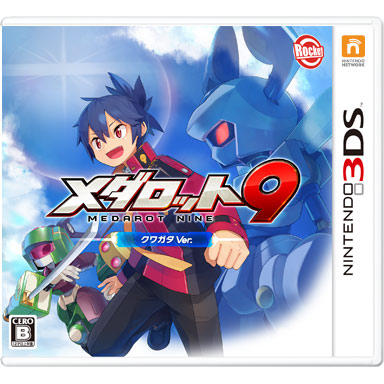 Rocket
NINTENDO
NETWORK
メダロット9
MEDAROT NINE
クワガタ Ver.
NINTENDO 3DS
CERO
B